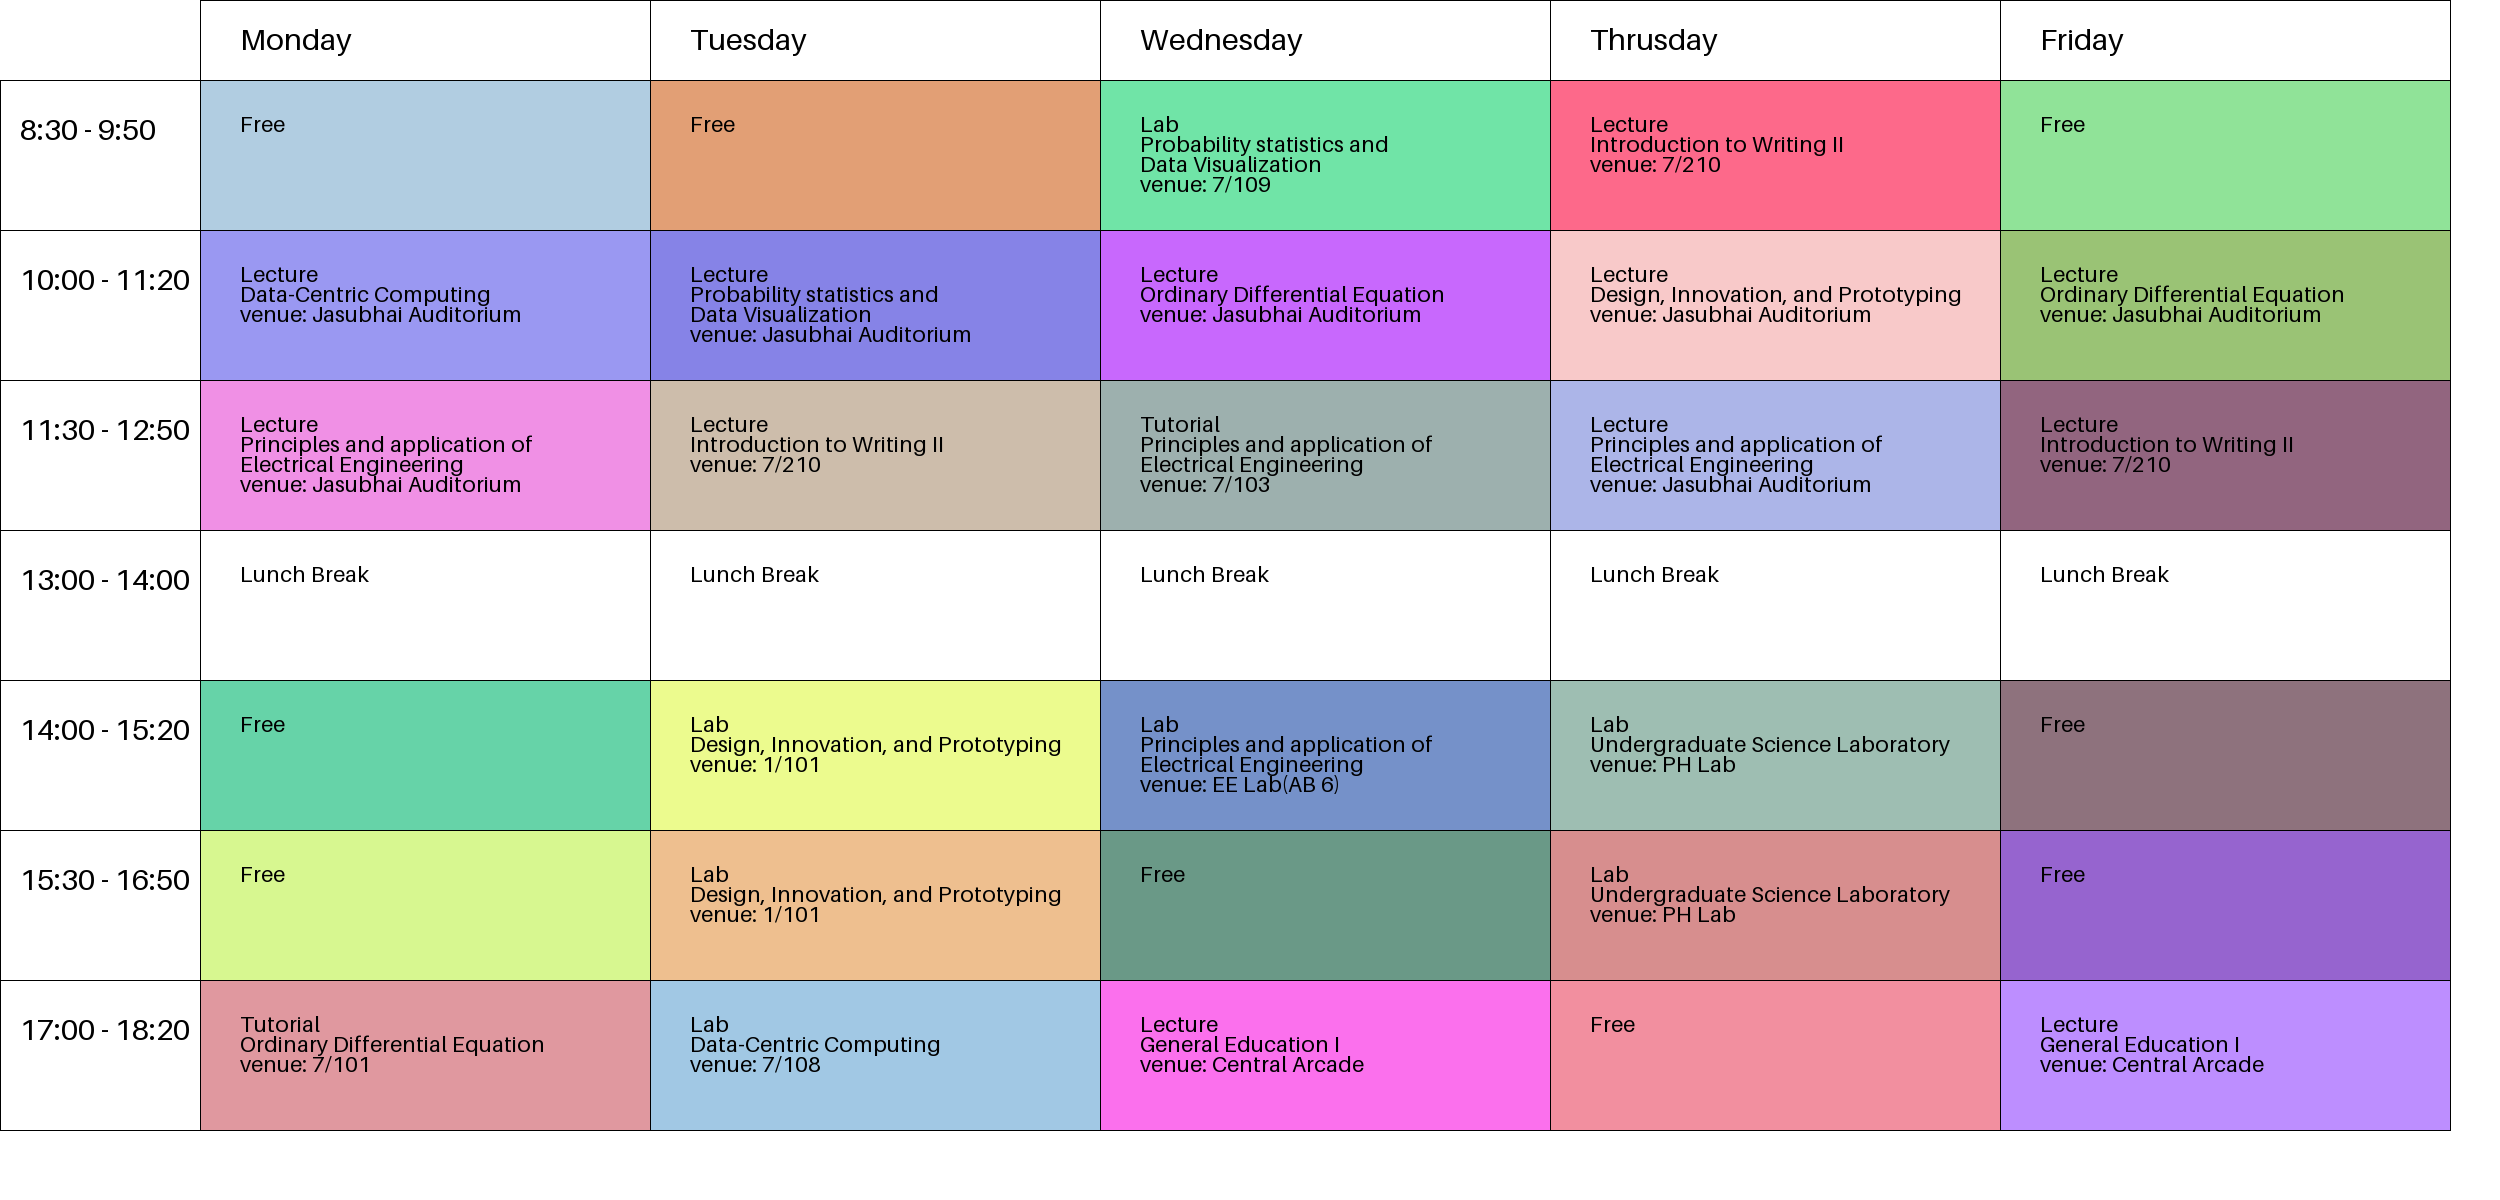 Monday
Tuesday
Wednesday
Thrusday
Friday
8:30 - 9:50
Free
Free
Lab
Probability statistics and
Data Visualization
venue: 7/109
Lecture
Introduction to Writing II
venue: 7/210
Free
10:00 - 11:20
Lecture
Data-Centric Computing
venue: Jasubhai Auditorium
Lecture
Probability statistics and
Data Visualization
venue: Jasubhai Auditorium
Lecture
Ordinary Differential Equation
venue: Jasubhai Auditorium
Lecture
Design, Innovation, and Prototyping
venue: Jasubhai Auditorium
Lecture
Ordinary Differential Equation
venue: Jasubhai Auditorium
11:30 - 12:50
Lecture
Principles and application of
Electrical Engineering
venue: Jasubhai Auditorium
Lecture
Introduction to Writing II
venue: 7/210
Tutorial
Principles and application of
Electrical Engineering
venue: 7/103
Lecture
Principles and application of
Electrical Engineering
venue: Jasubhai Auditorium
Lecture
Introduction to Writing II
venue: 7/210
13:00 - 14:00
Lunch Break
Lunch Break
Lunch Break
Lunch Break
Lunch Break
14:00 - 15:20
Free
Lab
Design, Innovation, and Prototyping
venue: 1/101
Lab
Principles and application of
Electrical Engineering
venue: EE Lab(AB 6)
Lab
Undergraduate Science Laboratory
venue: PH Lab
Free
15:30 - 16:50
Free
Lab
Design, Innovation, and Prototyping
venue: 1/101
Free
Lab
Undergraduate Science Laboratory
venue: PH Lab
Free
17:00 - 18:20
Tutorial
Ordinary Differential Equation
venue: 7/101
Lab
Data-Centric Computing
venue: 7/108
Lecture
General Education I
venue: Central Arcade
Free
Lecture
General Education I
venue: Central Arcade